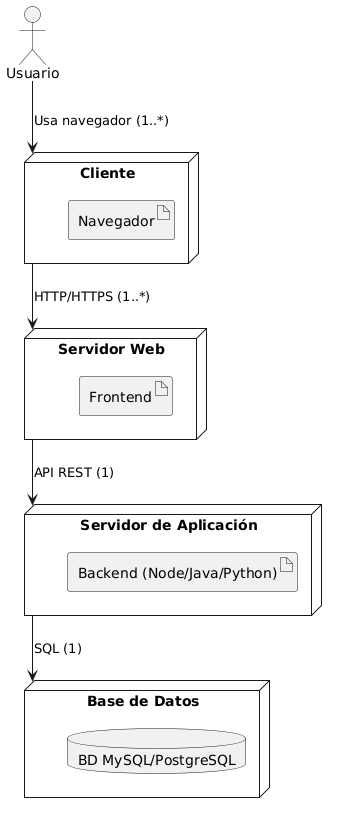 Usuario
Usa navegador (1..*)
Cliente
Navegador
HTTP/HTTPS (1..*)
Servidor Web
Frontend
API REST (1)
Servidor de Aplicación
Backend (Node/Java/Python)
SQL (1)
Base de Datos
BD MySQL/PostgreSQL